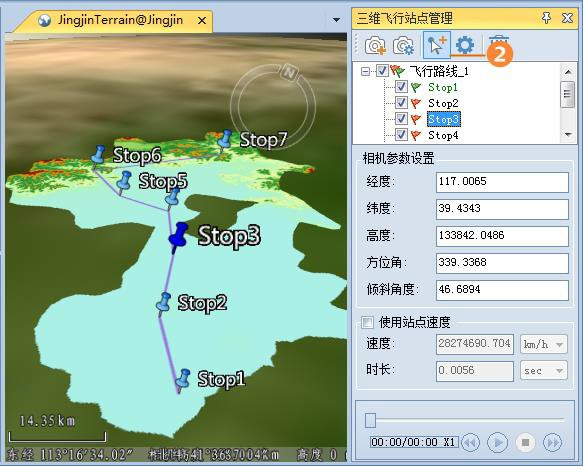 JingjinTerrain@Jingjin
三维飞行站点管理
2
飞行路线_1
Stop1
Stop2
Stop3
Stop4
N
Stop7
Stop6
Stop5
Stop3
Stop2
Stop1
14.35km
东经 113°16′34.02″
高度 0
相机参数设置
经度: 117.0065
纬度: 39.4343
高度: 133842.0486
方位角: 339.3368
倾斜角度: 46.6894
使用站点速度
速度: 28274690.704 km/h
时长: 0.0056 sec
00:00/00:00 X1